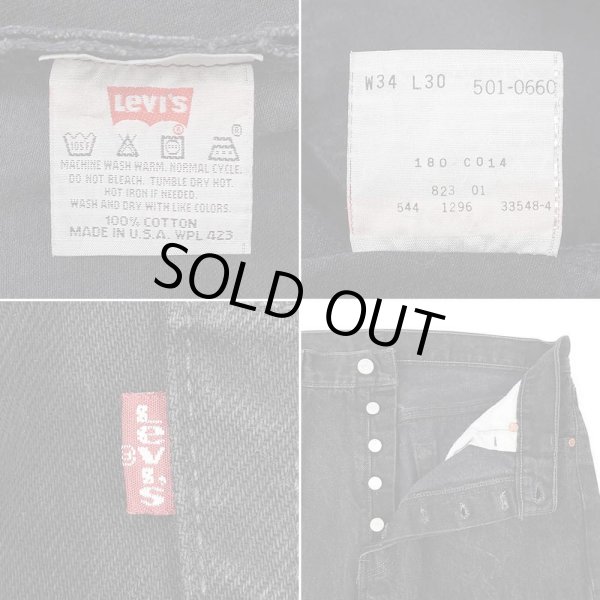 LEVI'S
®
®
105F
MACHINE WASH WARM. NORMAL CYCLE.
DO NOT BLEACH. TUMBLE DRY HOT.
HOT IRON IF NEEDED.
WASH AND DRY WITH LIKE COLORS.
100% COTTON
MADE IN U.S.A. WPL 423
W34 L30 501-0660
180 C014
823 01
544 1296 33548-4
SOLD OUT
LEVI'S
®